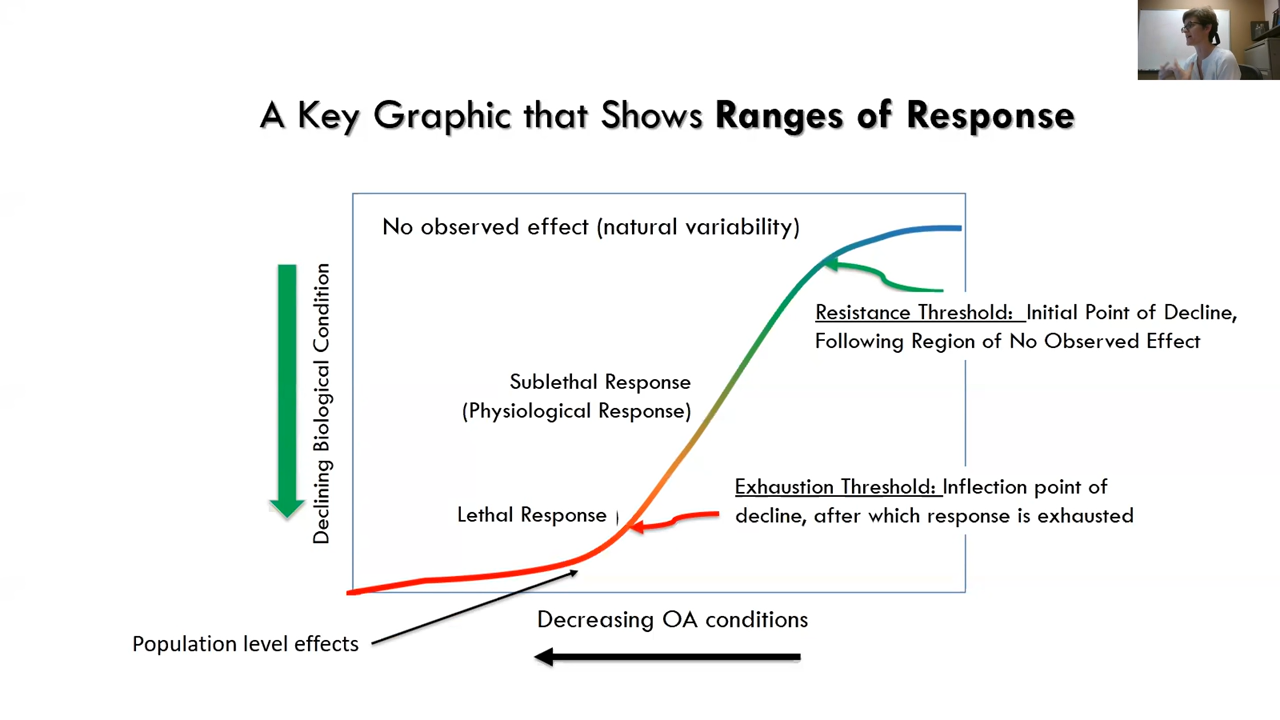 A Key Graphic that Shows Ranges of Response
No observed effect (natural variability)
Resistance Threshold: Initial Point of Decline,
Following Region of No Observed Effect
Declining Biological Condition
Sublethal Response
(Physiological Response)
Exhaustion Threshold: Inflection point of
decline, after which response is exhausted
Lethal Response
Decreasing OA conditions
Population level effects